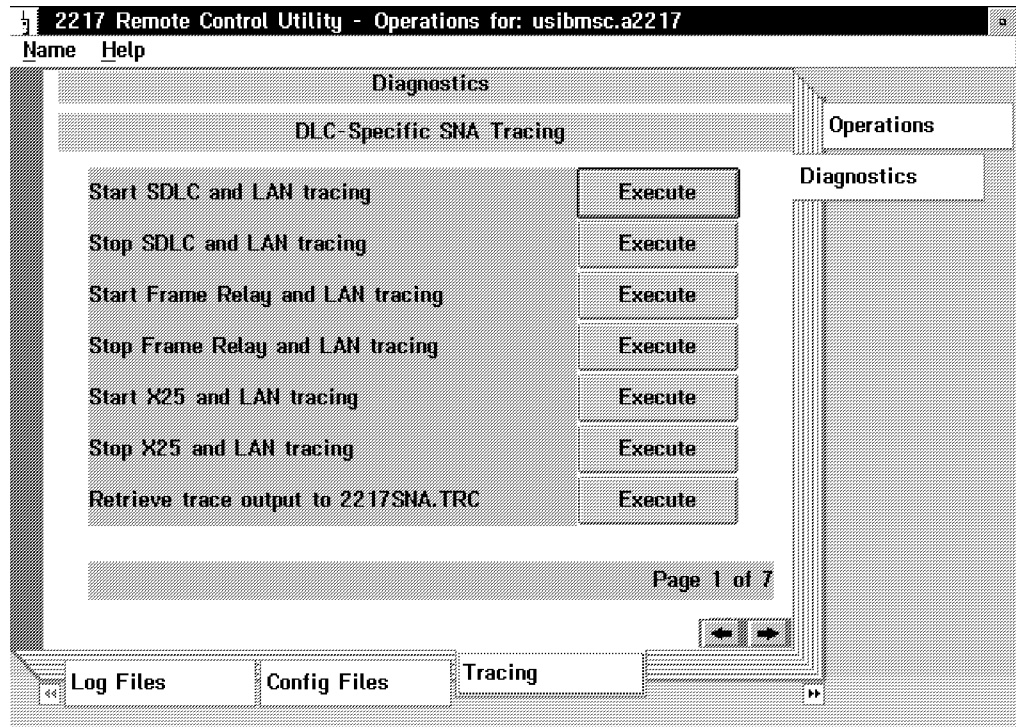 2217 Remote Control Utility - Operations for: usibmsc.a2217
Name Help
Diagnostics
DLC-Specific SNA Tracing
Operations
Diagnostics
Start SDLC and LAN tracing Execute
Stop SDLC and LAN tracing Execute
Start Frame Relay and LAN tracing Execute
Stop Frame Relay and LAN tracing Execute
Start X25 and LAN tracing Execute
Stop X25 and LAN tracing Execute
Retrieve trace output to 2217SNA.TRC Execute
Page 1 of 7
Log Files Config Files Tracing